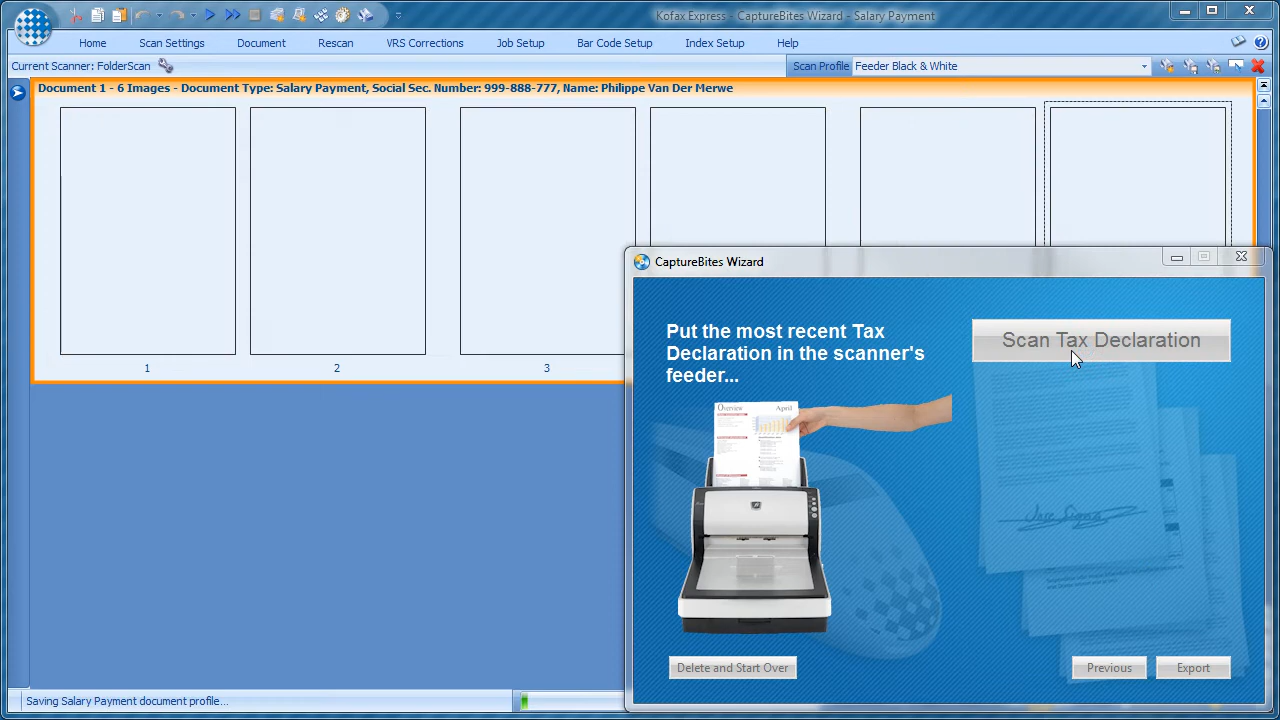 Kofax Express - CaptureBites Wizard - Salary Payment
Home Scan Settings Document Rescan VRS Corrections Job Setup Bar Code Setup Index Setup Help
Current Scanner: FolderScan Scan Profile Feeder Black & White
Document 1 - 6 Images - Document Type: Salary Payment, Social Sec. Number: 999-888-777, Name: Philippe Van Der Merwe
1 2 3
CaptureBites Wizard
Put the most recent Tax
Declaration in the scanner's
feeder...
Scan Tax Declaration
Overview April
Delete and Start Over Previous Export
Saving Salary Payment document profile...